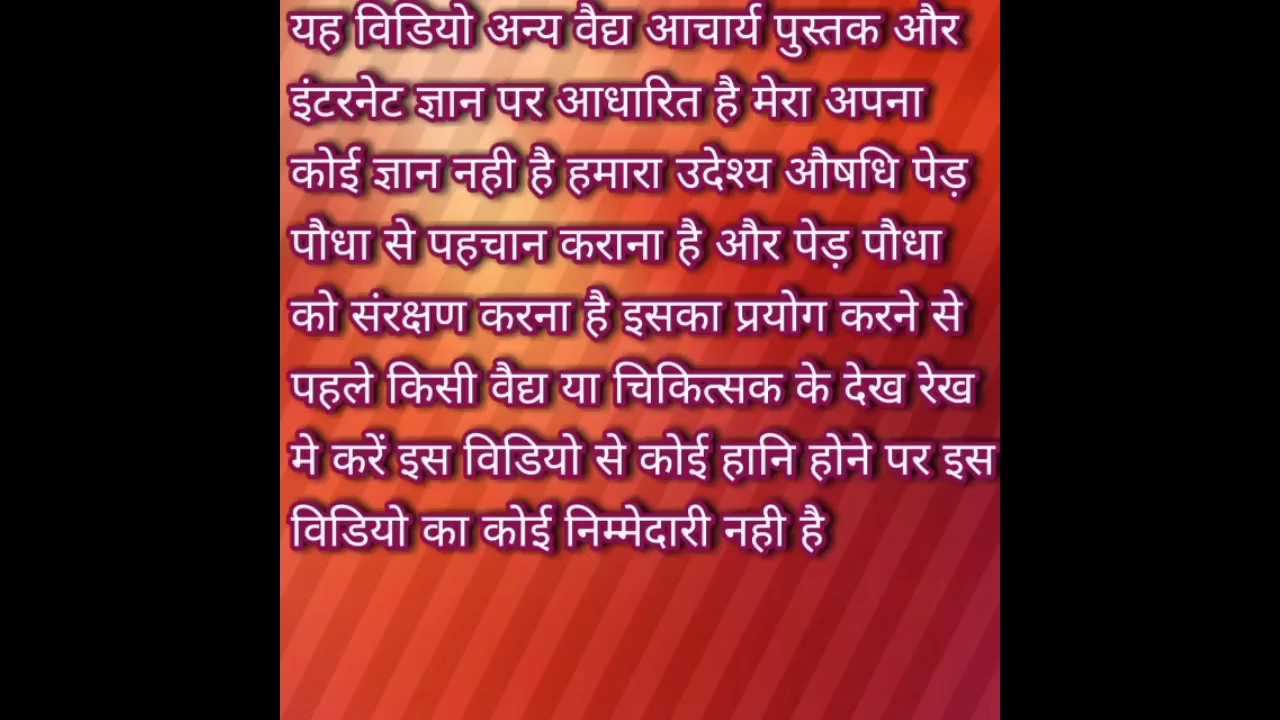 यह विडियो अन्य वैद्य आचार्य पुस्तक और
इंटरनेट ज्ञान पर आधारित है मेरा अपना
कोई ज्ञान नही है हमारा उदेश्य औषधि पेड़
पौधा से पहचान कराना है और पेड़ पौधा
को संरक्षण करना है इसका प्रयोग करने से
पहले किसी वैद्य या चिकित्सक के देख रेख
मे करें इस विडियो से कोई हानि होने पर इस
विडियो का कोई निम्मेदारी नही है